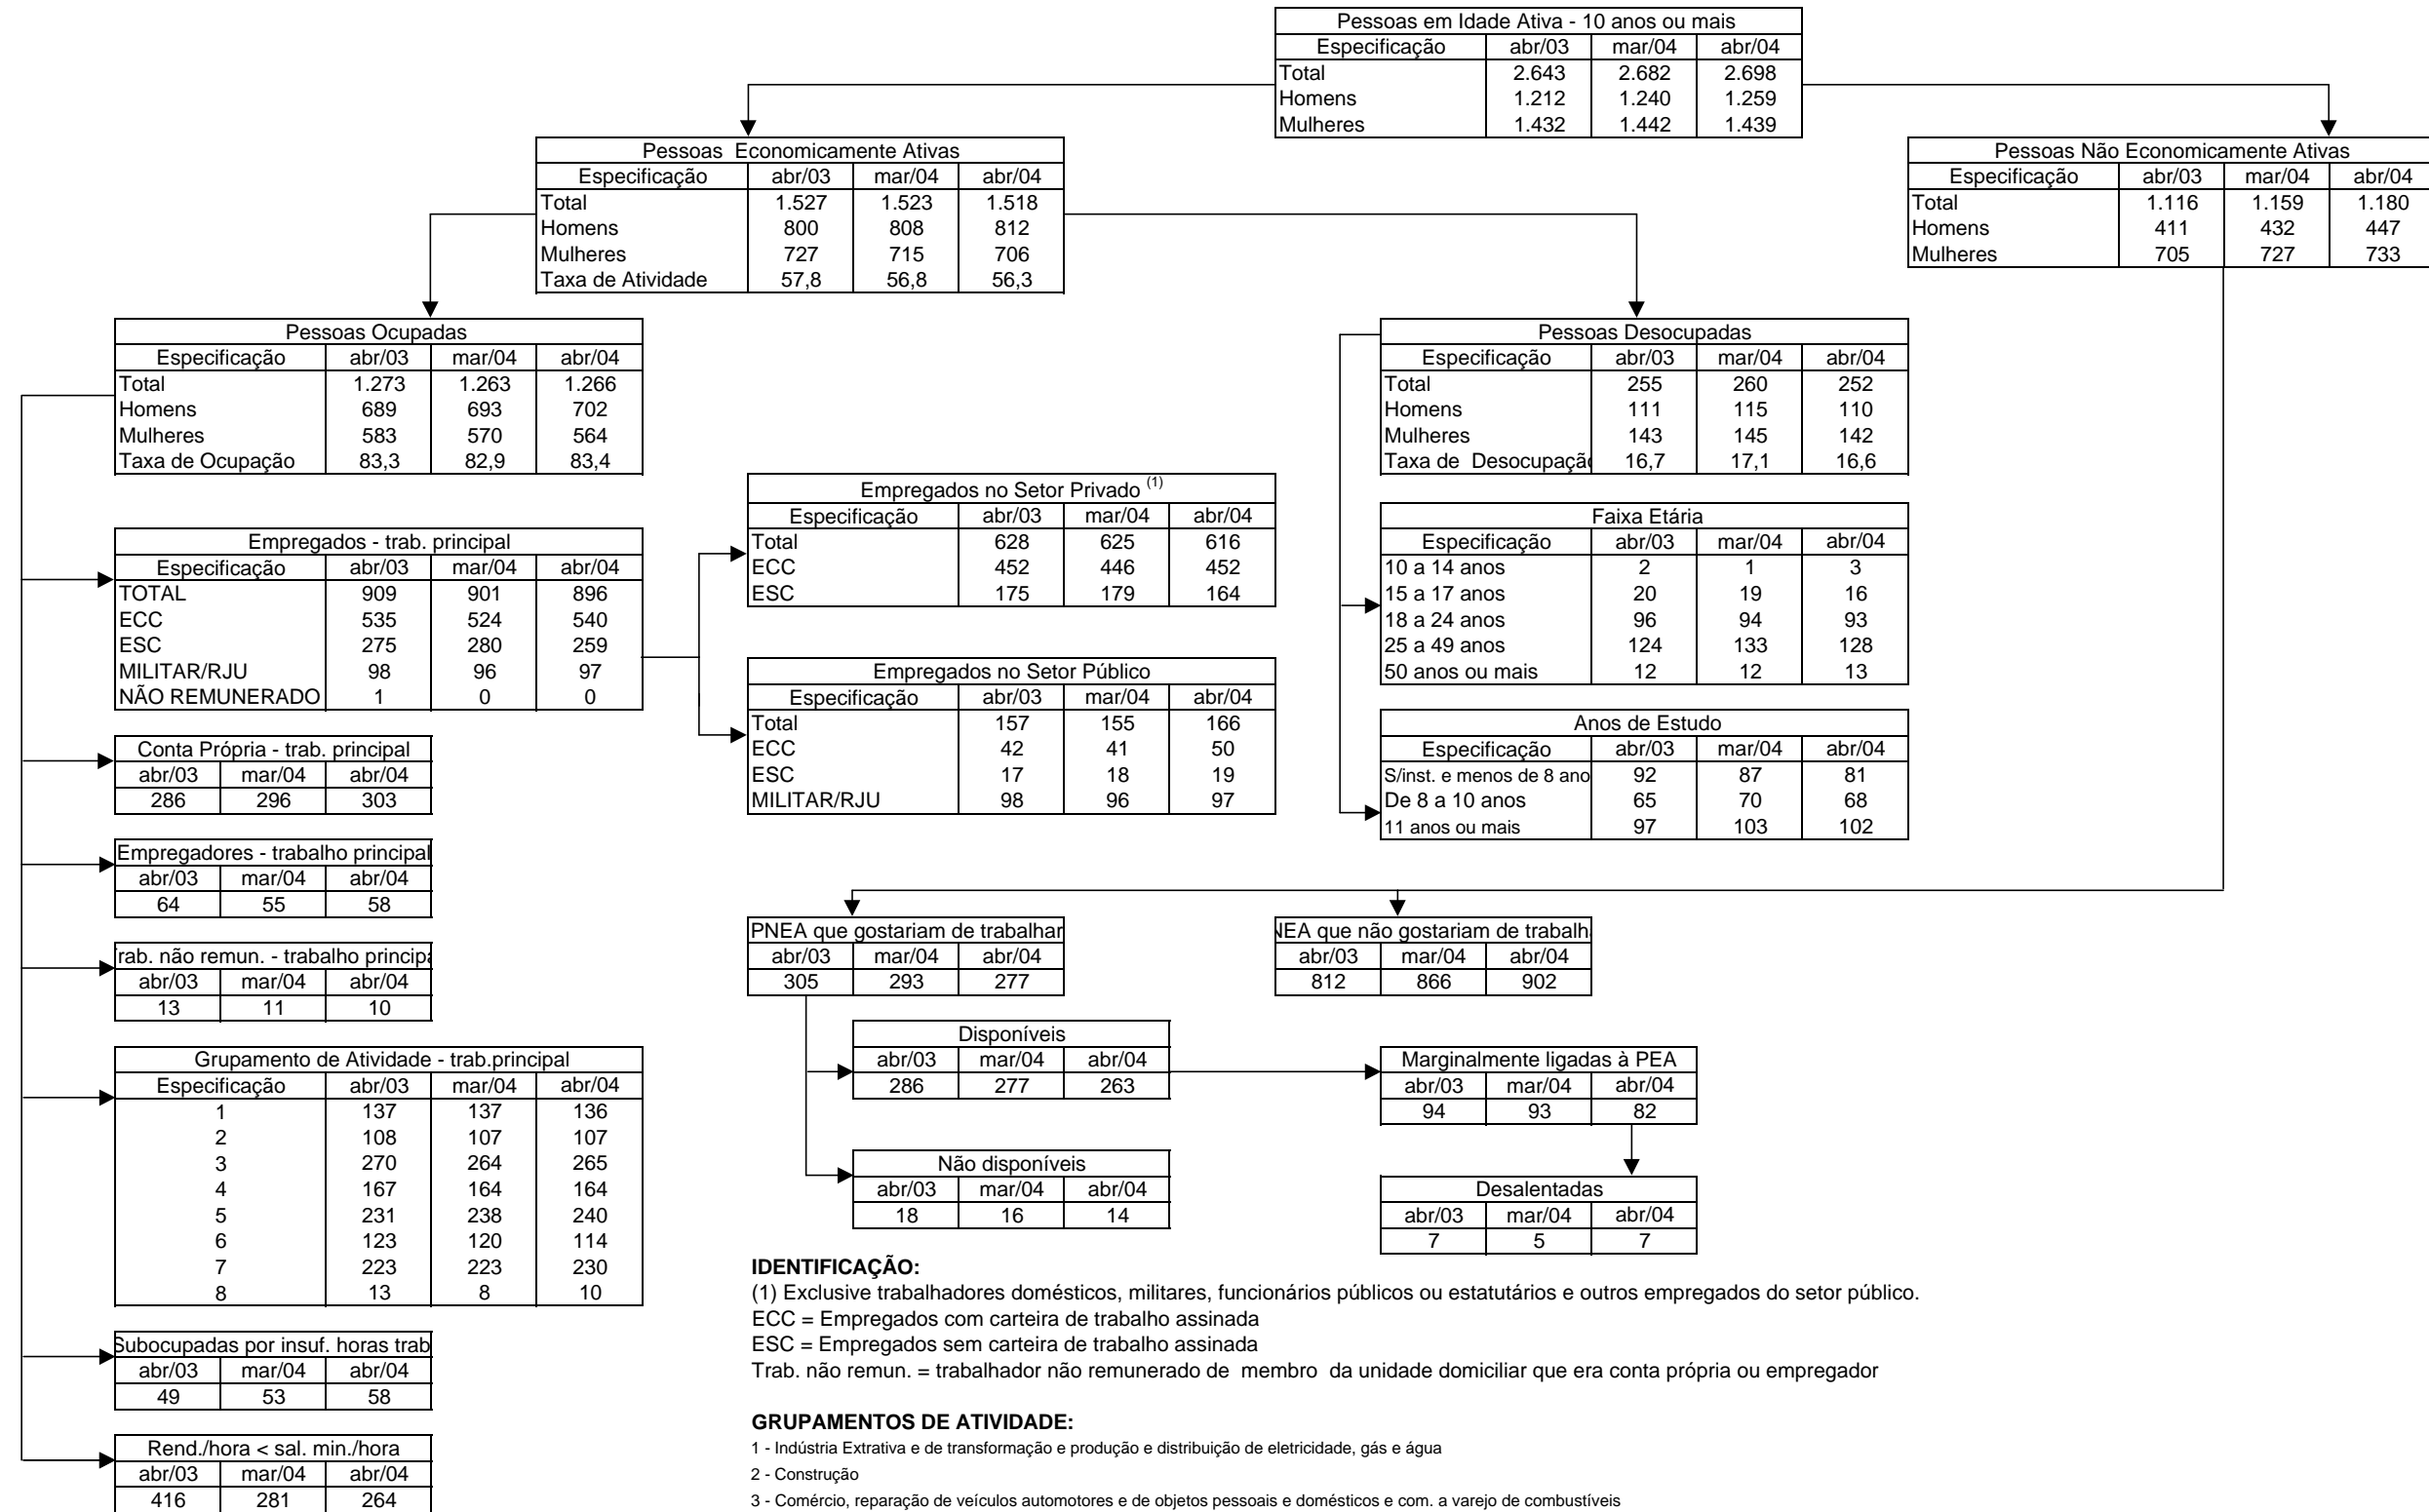 Pessoas em Idade Ativa - 10 anos ou mais
Especificação abr/03 mar/04 abr/04
Total 2.643 2.682 2.698
Homens 1.212 1.240 1.259
Mulheres 1.432 1.442 1.439
Pessoas Economicamente Ativas
Especificação abr/03 mar/04 abr/04
Total 1.527 1.523 1.518
Homens 800 808 812
Mulheres 727 715 706
Taxa de Atividade 57,8 56,8 56,3
Pessoas Não Economicamente Ativas
Especificação abr/03 mar/04 abr/04
Total 1.116 1.159 1.180
Homens 411 432 447
Mulheres 705 727 733
Pessoas Ocupadas
Especificação abr/03 mar/04 abr/04
Total 1.273 1.263 1.266
Homens 689 693 702
Mulheres 583 570 564
Taxa de Ocupação 83,3 82,9 83,4
Pessoas Desocupadas
Especificação abr/03 mar/04 abr/04
Total 255 260 252
Homens 111 115 110
Mulheres 143 145 142
Taxa de Desocupação 16,7 17,1 16,6
Empregados - trab. principal
Especificação abr/03 mar/04 abr/04
TOTAL 909 901 896
ECC 535 524 540
ESC 275 280 259
MILITAR/RJU 98 96 97
NÃO REMUNERADO 1 0 0
Empregados no Setor Privado (1)
Especificação abr/03 mar/04 abr/04
Total 628 625 616
ECC 452 446 452
ESC 175 179 164
Empregados no Setor Público
Especificação abr/03 mar/04 abr/04
Total 157 155 166
ECC 42 41 50
ESC 17 18 19
MILITAR/RJU 98 96 97
Faixa Etária
Especificação abr/03 mar/04 abr/04
10 a 14 anos 2 1 3
15 a 17 anos 20 19 16
18 a 24 anos 96 94 93
25 a 49 anos 124 133 128
50 anos ou mais 12 12 13
Anos de Estudo
Especificação abr/03 mar/04 abr/04
S/inst. e menos de 8 ano 92 87 81
De 8 a 10 anos 65 70 68
11 anos ou mais 97 103 102
Conta Própria - trab. principal
abr/03 mar/04 abr/04
286 296 303
Empregadores - trabalho principal
abr/03 mar/04 abr/04
64 55 58
rab. não remun. - trabalho principa
abr/03 mar/04 abr/04
13 11 10
PNEA que gostariam de trabalhar
abr/03 mar/04 abr/04
305 293 277
NEA que não gostariam de trabalh
abr/03 mar/04 abr/04
812 866 902
Disponíveis
abr/03 mar/04 abr/04
286 277 263
Marginalmente ligadas à PEA
abr/03 mar/04 abr/04
94 93 82
Não disponíveis
abr/03 mar/04 abr/04
18 16 14
Desalentadas
abr/03 mar/04 abr/04
7 5 7
Grupamento de Atividade - trab.principal
Especificação abr/03 mar/04 abr/04
1 137 137 136
2 108 107 107
3 270 264 265
4 167 164 164
5 231 238 240
6 123 120 114
7 223 223 230
8 13 8 10
Subocupadas por insuf. horas trab
abr/03 mar/04 abr/04
49 53 58
Rend./hora < sal. min./hora
abr/03 mar/04 abr/04
416 281 264
IDENTIFICAÇÃO:
(1) Exclusive trabalhadores domésticos, militares, funcionários públicos ou estatutários e outros empregados do setor público.
ECC = Empregados com carteira de trabalho assinada
ESC = Empregados sem carteira de trabalho assinada
Trab. não remun. = trabalhador não remunerado de membro da unidade domiciliar que era conta própria ou empregador
GRUPAMENTOS DE ATIVIDADE:
1 - Indústria Extrativa e de transformação e produção e distribuição de eletricidade, gás e água
2 - Construção
3 - Comércio, reparação de veículos automotores e de objetos pessoais e domésticos e com. a varejo de combustíveis